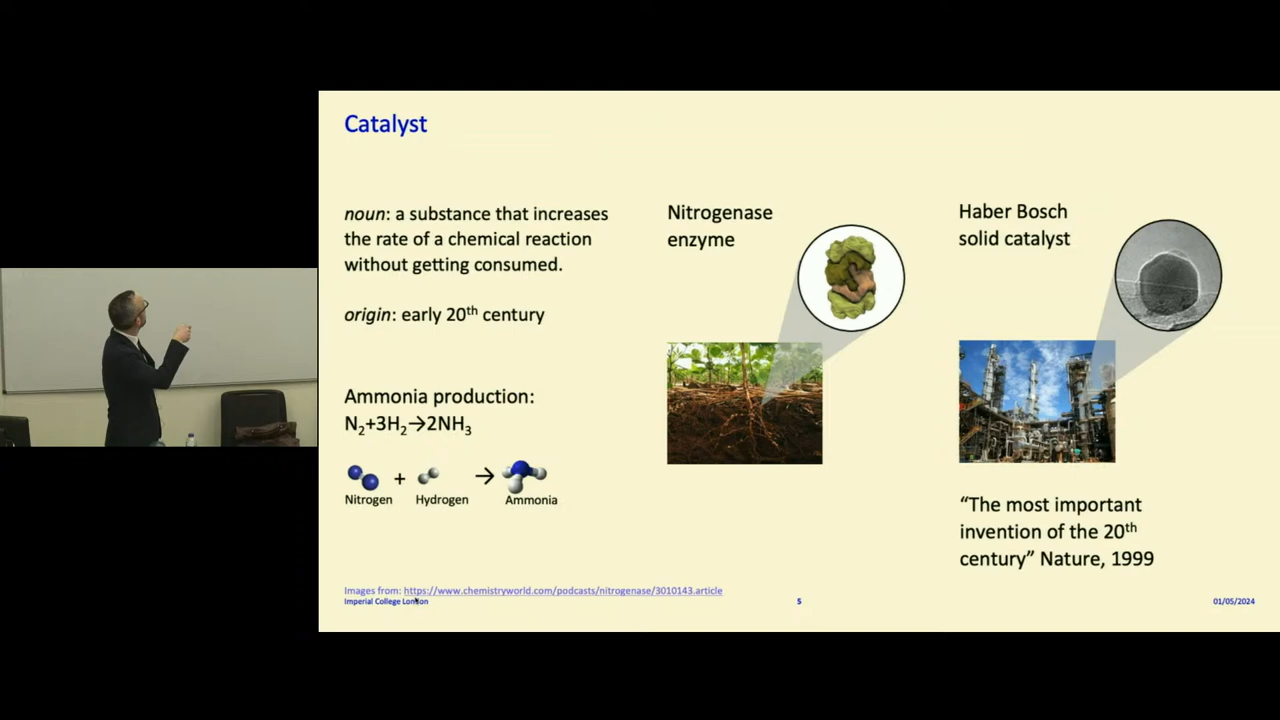 Catalyst
noun: a substance that increases
the rate of a chemical reaction
without getting consumed.
origin: early 20th century
Ammonia production:
N₂+3H₂→2NH₃
+ →
Nitrogen Hydrogen Ammonia
Nitrogenase
enzyme
Haber Bosch
solid catalyst
“The most important
invention of the 20th
century” Nature, 1999
Images from: https://www.chemistryworld.com/podcasts/nitrogenase/3010143.article
Imperial College London
5
01/05/2024